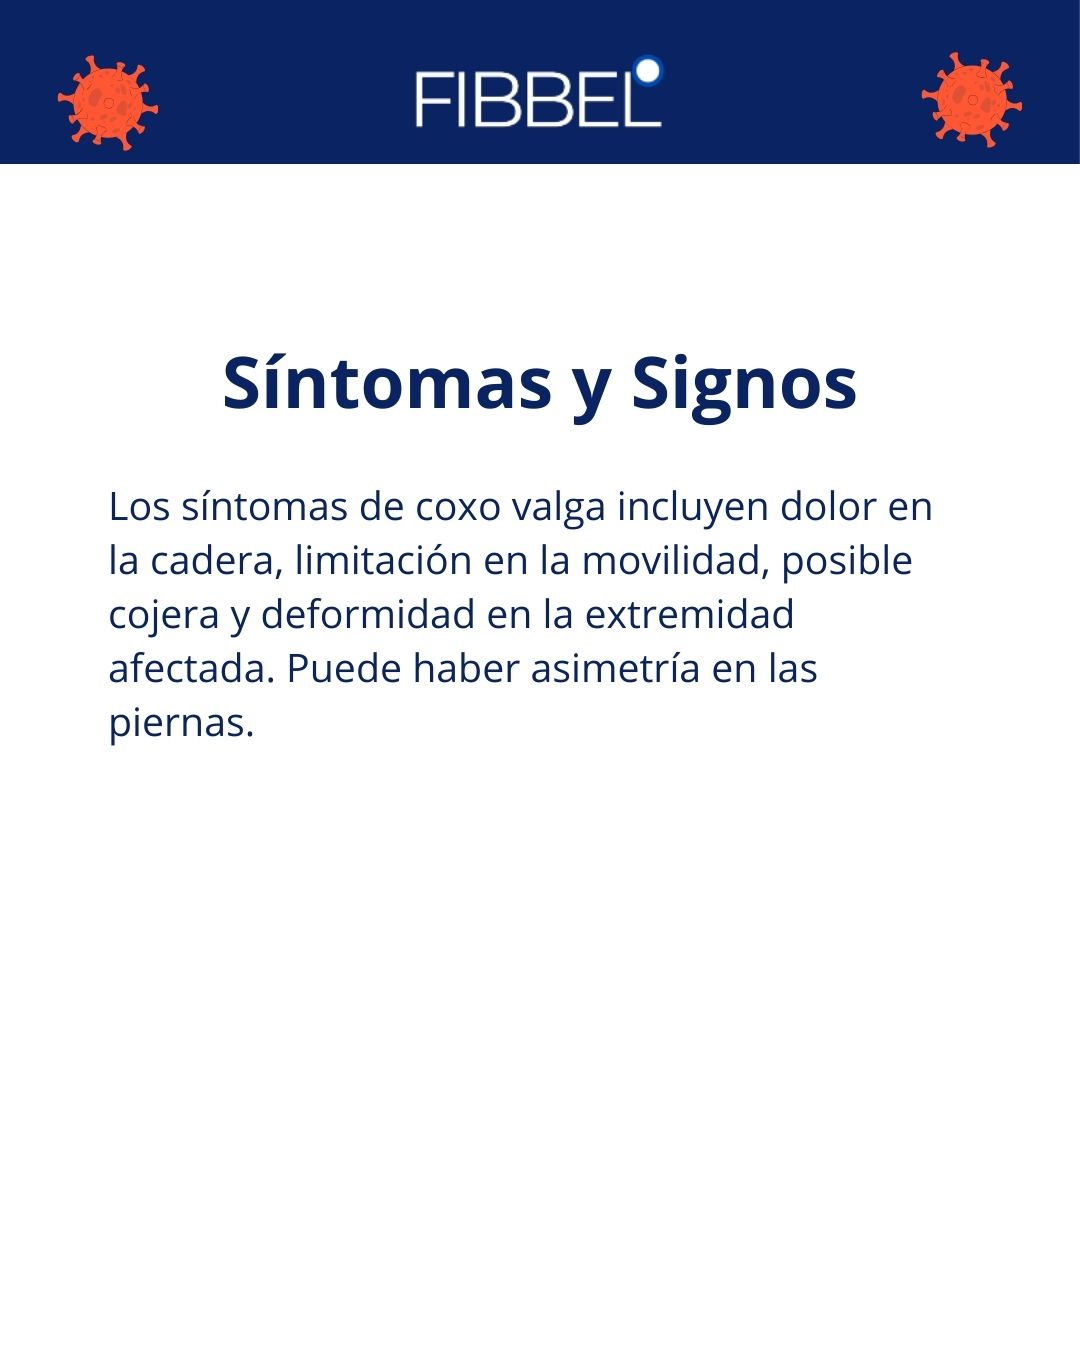 FIBBEL
Síntomas y Signos
Los síntomas de coxo valga incluyen dolor en
la cadera, limitación en la movilidad, posible
cojera y deformidad en la extremidad
afectada. Puede haber asimetría en las
piernas.